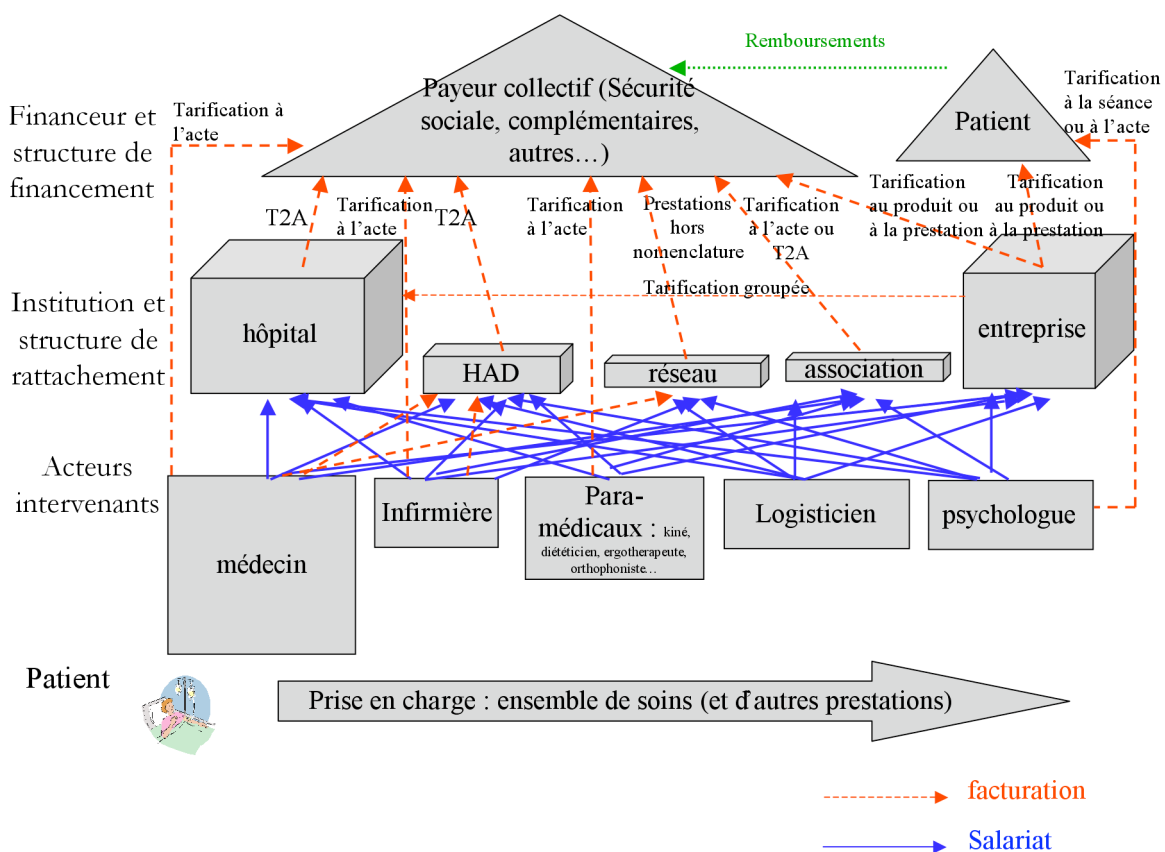 Remboursements
Financeur et
structure de
financement
Tarification à
l’acte
Payeur collectif (Sécurité
sociale, complémentaires,
autres…)
Patient
Tarification
à la séance
ou à l’acte
T2A
Tarification
à l’acte
T2A
Tarification
à l’acte
Prestations
hors
nomenclature
Tarification
à l’acte ou
T2A
Tarification
au produit ou
à la prestation
Tarification
au produit ou
à la prestation
Institution et
structure de
rattachement
hôpital
HAD
réseau
association
entreprise
Tarification groupée
Acteurs
intervenants
médecin
Infirmière
Para-
médicaux : kiné,
diététicien, ergotherapeute,
orthophoniste…
Logisticien
psychologue
Patient
Prise en charge : ensemble de soins (et d’autres prestations)
facturation
Salariat